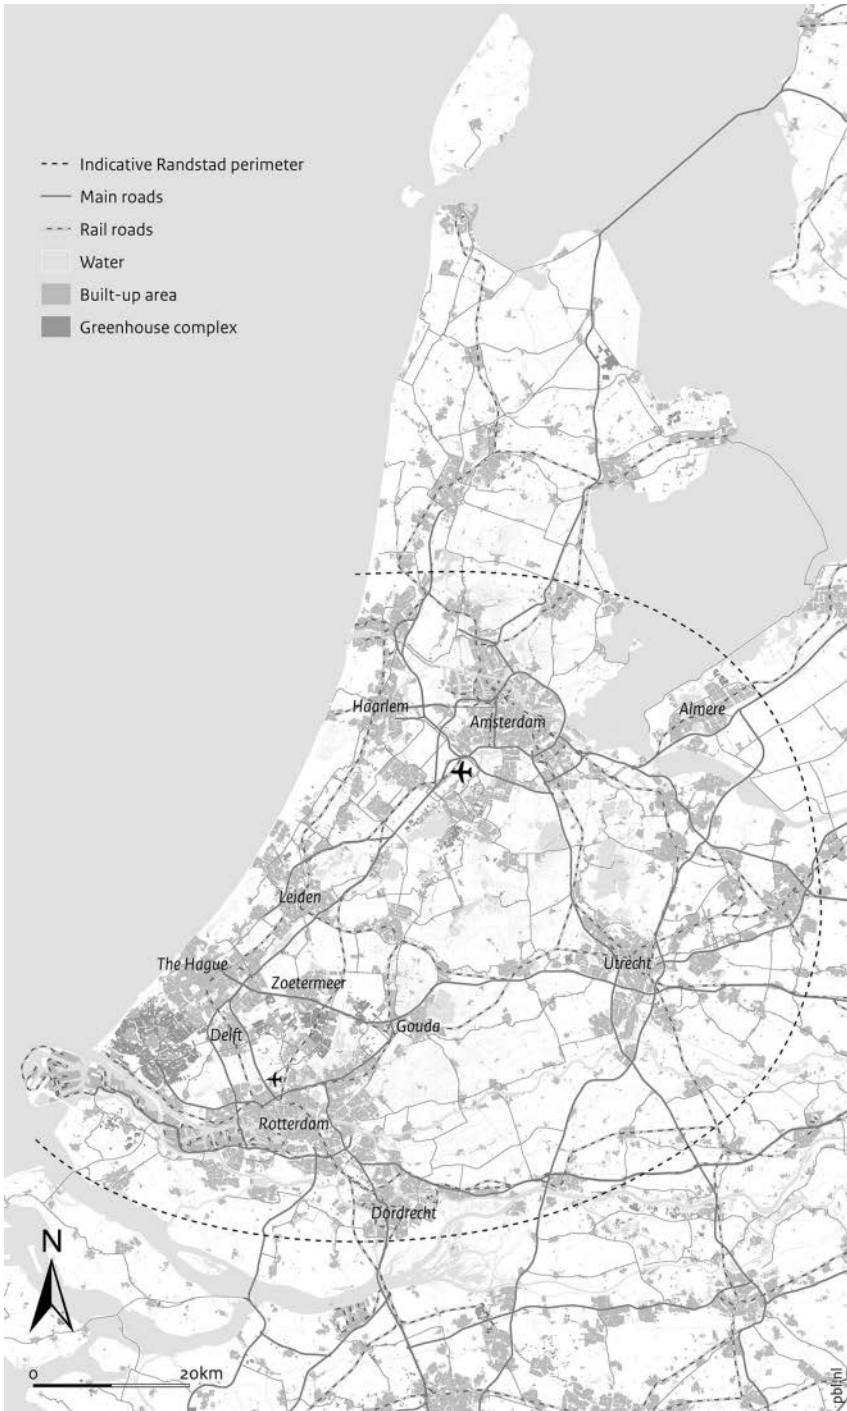 Indicative Randstad perimeter
Main roads
Rail roads
Water
Built-up area
Greenhouse complex
Haarlem
Amsterdam
Almere
Leiden
The Hague
Zoetermeer
Utrecht
Delft
Gouda
Rotterdam
Dordrecht
N
0 20km
pbl.nl